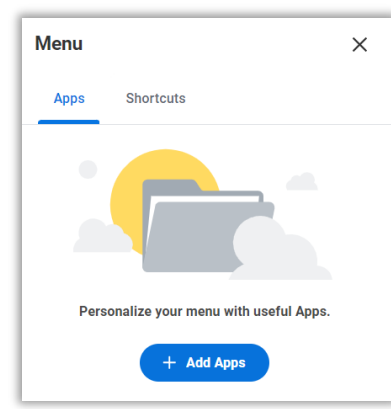 Menu
Apps Shortcuts
Personalize your menu with useful Apps.
+ Add Apps